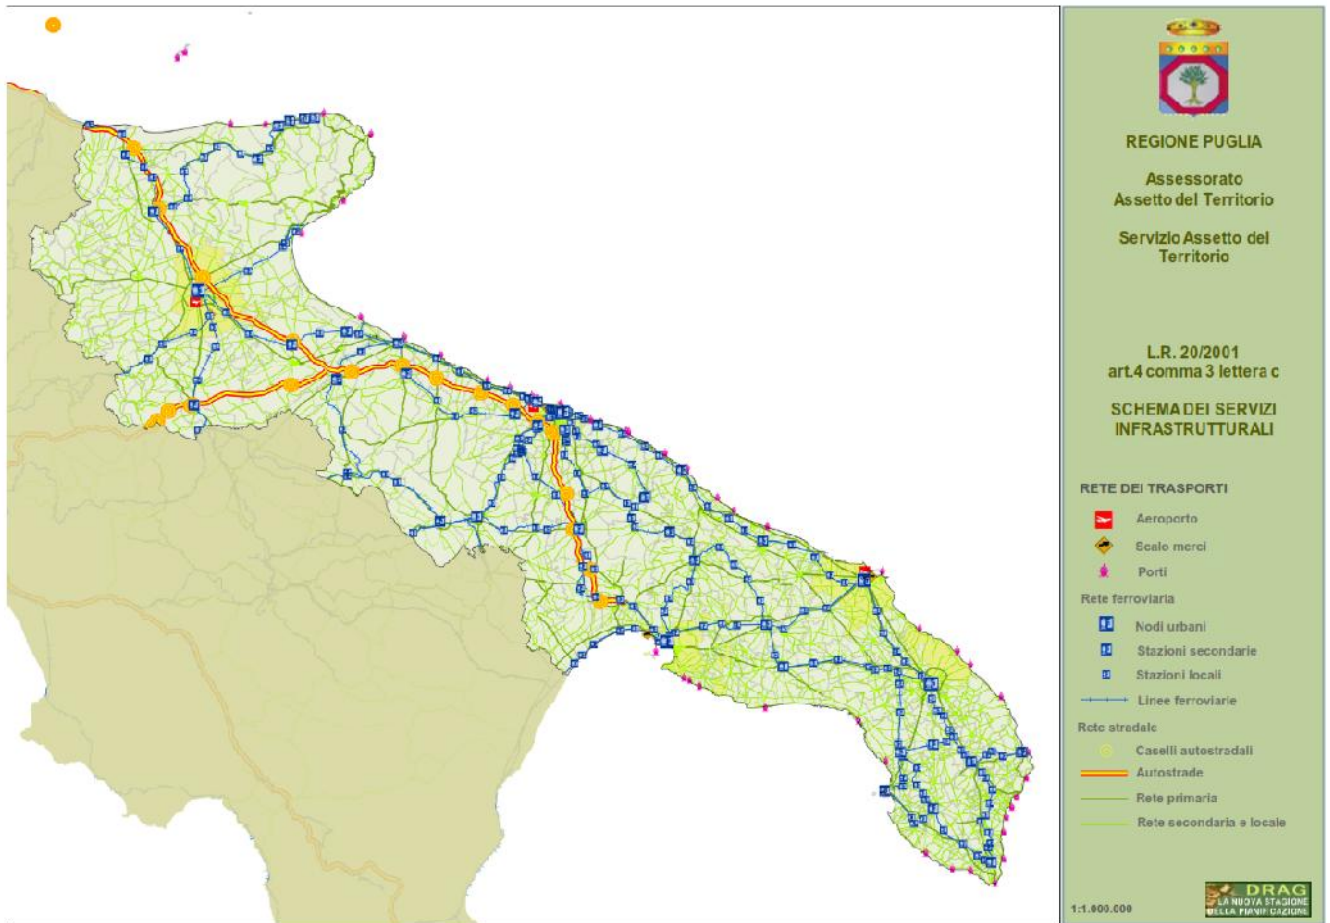 REGIONE PUGLIA
Assessorato
Assetto del Territorio
Servizio Assetto del
Territorio
L.R. 20/2001
art.4 comma 3 lettera c
SCHEMA DEI SERVIZI
INFRASTRUTTURALI
RETE DEI TRASPORTI
Aeroporto
Scalo merci
Porti
Rete ferroviaria
Nodi urbani
Stazioni secondarie
Stazioni locali
Linee ferroviarie
Rete stradale
Caselli autostradali
Autostrade
Rete primaria
Rete secondaria e locale
1:1.000.000
DRAG
LA NUOVA STAGIONE
DELLA PIANIFICAZIONE